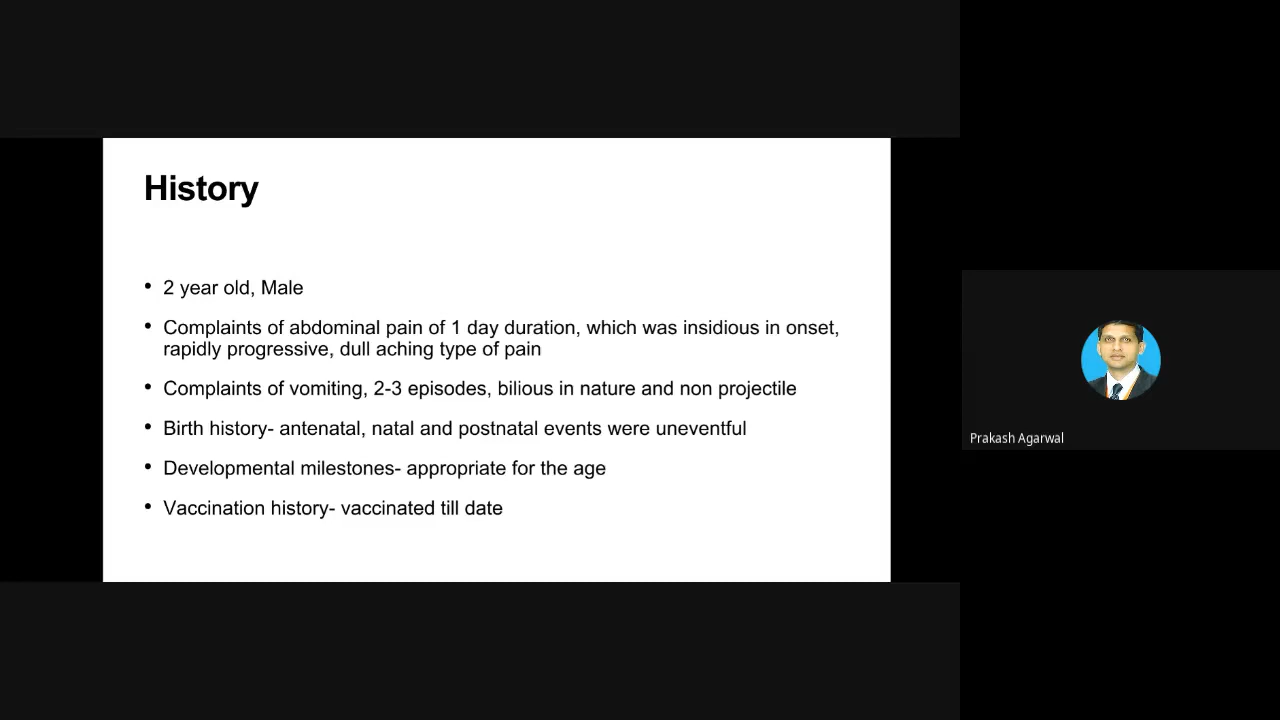 History
• 2 year old, Male
• Complaints of abdominal pain of 1 day duration, which was insidious in onset,
rapidly progressive, dull aching type of pain
• Complaints of vomiting, 2-3 episodes, bilious in nature and non projectile
• Birth history- antenatal, natal and postnatal events were uneventful
• Developmental milestones- appropriate for the age
• Vaccination history- vaccinated till date
Prakash Agarwal